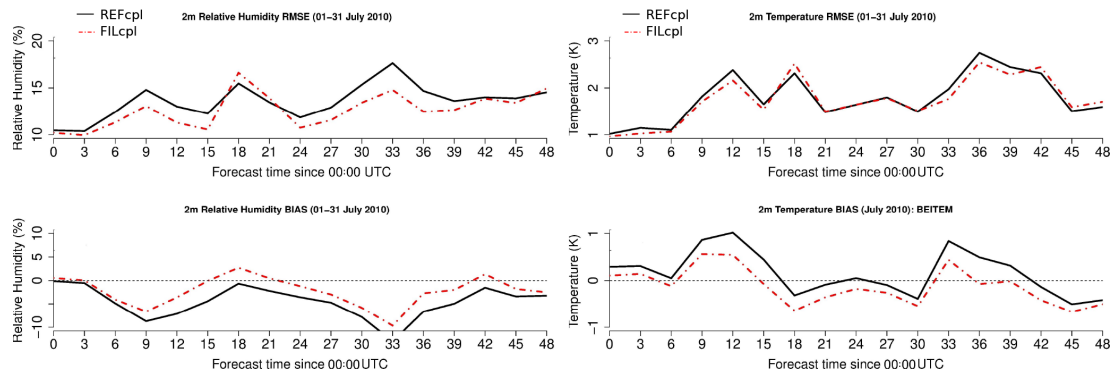 REFcpl
FILcpl
2m Relative Humidity RMSE (01−31 July 2010)
Relative Humidity (%)
20
15
10
0 3 6 9 12 15 18 21 24 27 30 33 36 39 42 45 48
Forecast time since 00:00 UTC
REFcpl
FILcpl
2m Temperature RMSE (01−31 July 2010)
Temperature (K)
3
2
1
0 3 6 9 12 15 18 21 24 27 30 33 36 39 42 45 48
Forecast time since 00:00 UTC
2m Relative Humidity BIAS (01−31 July 2010)
Relative Humidity (%)
10
5
0
−10
0 3 6 9 12 15 18 21 24 27 30 33 36 39 42 45 48
Forecast time since 00:00 UTC
2m Temperature BIAS (July 2010): BEITEM
Temperature (K)
1
0
−1
0 3 6 9 12 15 18 21 24 27 30 33 36 39 42 45 48
Forecast time since 00:00 UTC